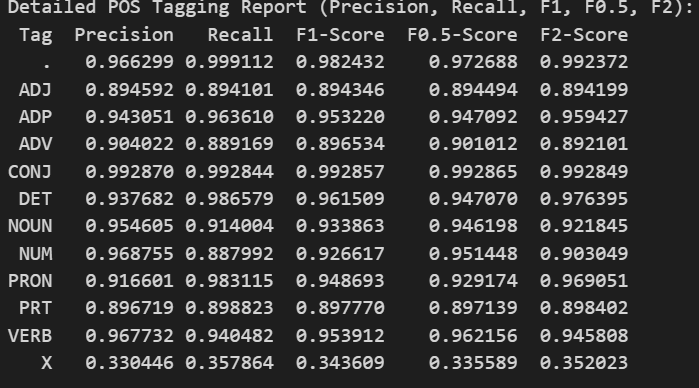 Detailed POS Tagging Report (Precision, Recall, F1, F0.5, F2):
Tag Precision Recall F1-Score F0.5-Score F2-Score
. 0.966299 0.999112 0.982432 0.972688 0.992372
ADJ 0.894592 0.894101 0.894346 0.894494 0.894199
ADP 0.943051 0.963610 0.953220 0.947092 0.959427
ADV 0.904022 0.889169 0.896534 0.901012 0.892101
CONJ 0.992870 0.992844 0.992857 0.992865 0.992849
DET 0.937682 0.986579 0.961509 0.947070 0.976395
NOUN 0.954605 0.914004 0.933863 0.946198 0.921845
NUM 0.968755 0.887992 0.926617 0.951448 0.903049
PRON 0.916601 0.983115 0.948693 0.929174 0.969051
PRT 0.896719 0.898823 0.897770 0.897139 0.898402
VERB 0.967732 0.940482 0.953912 0.962156 0.945808
X 0.330446 0.357864 0.343609 0.335589 0.352023